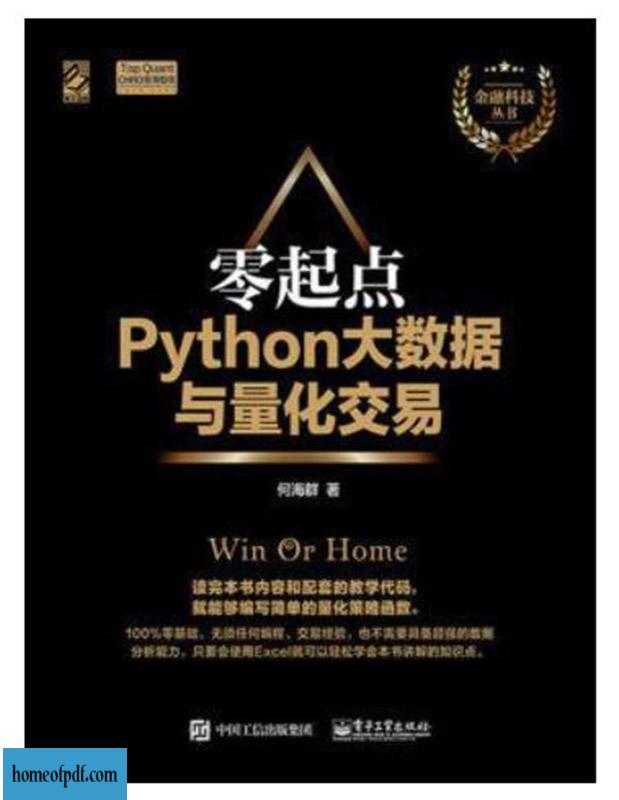 Top Quant
金融科技
丛书
零起点
Python大数据
与量化交易
何海群 著
Win Or Home
读完本书内容和配套的教学代码，
就能够编写简单的量化策略函数。
100%零基础，无须任何编程、交易经验，也不需要具备超强的数据
分析能力，只要会使用Excel就可以轻松学会本书讲解的知识点。
中国工信出版集团 电子工业出版社
homeofpdf.com